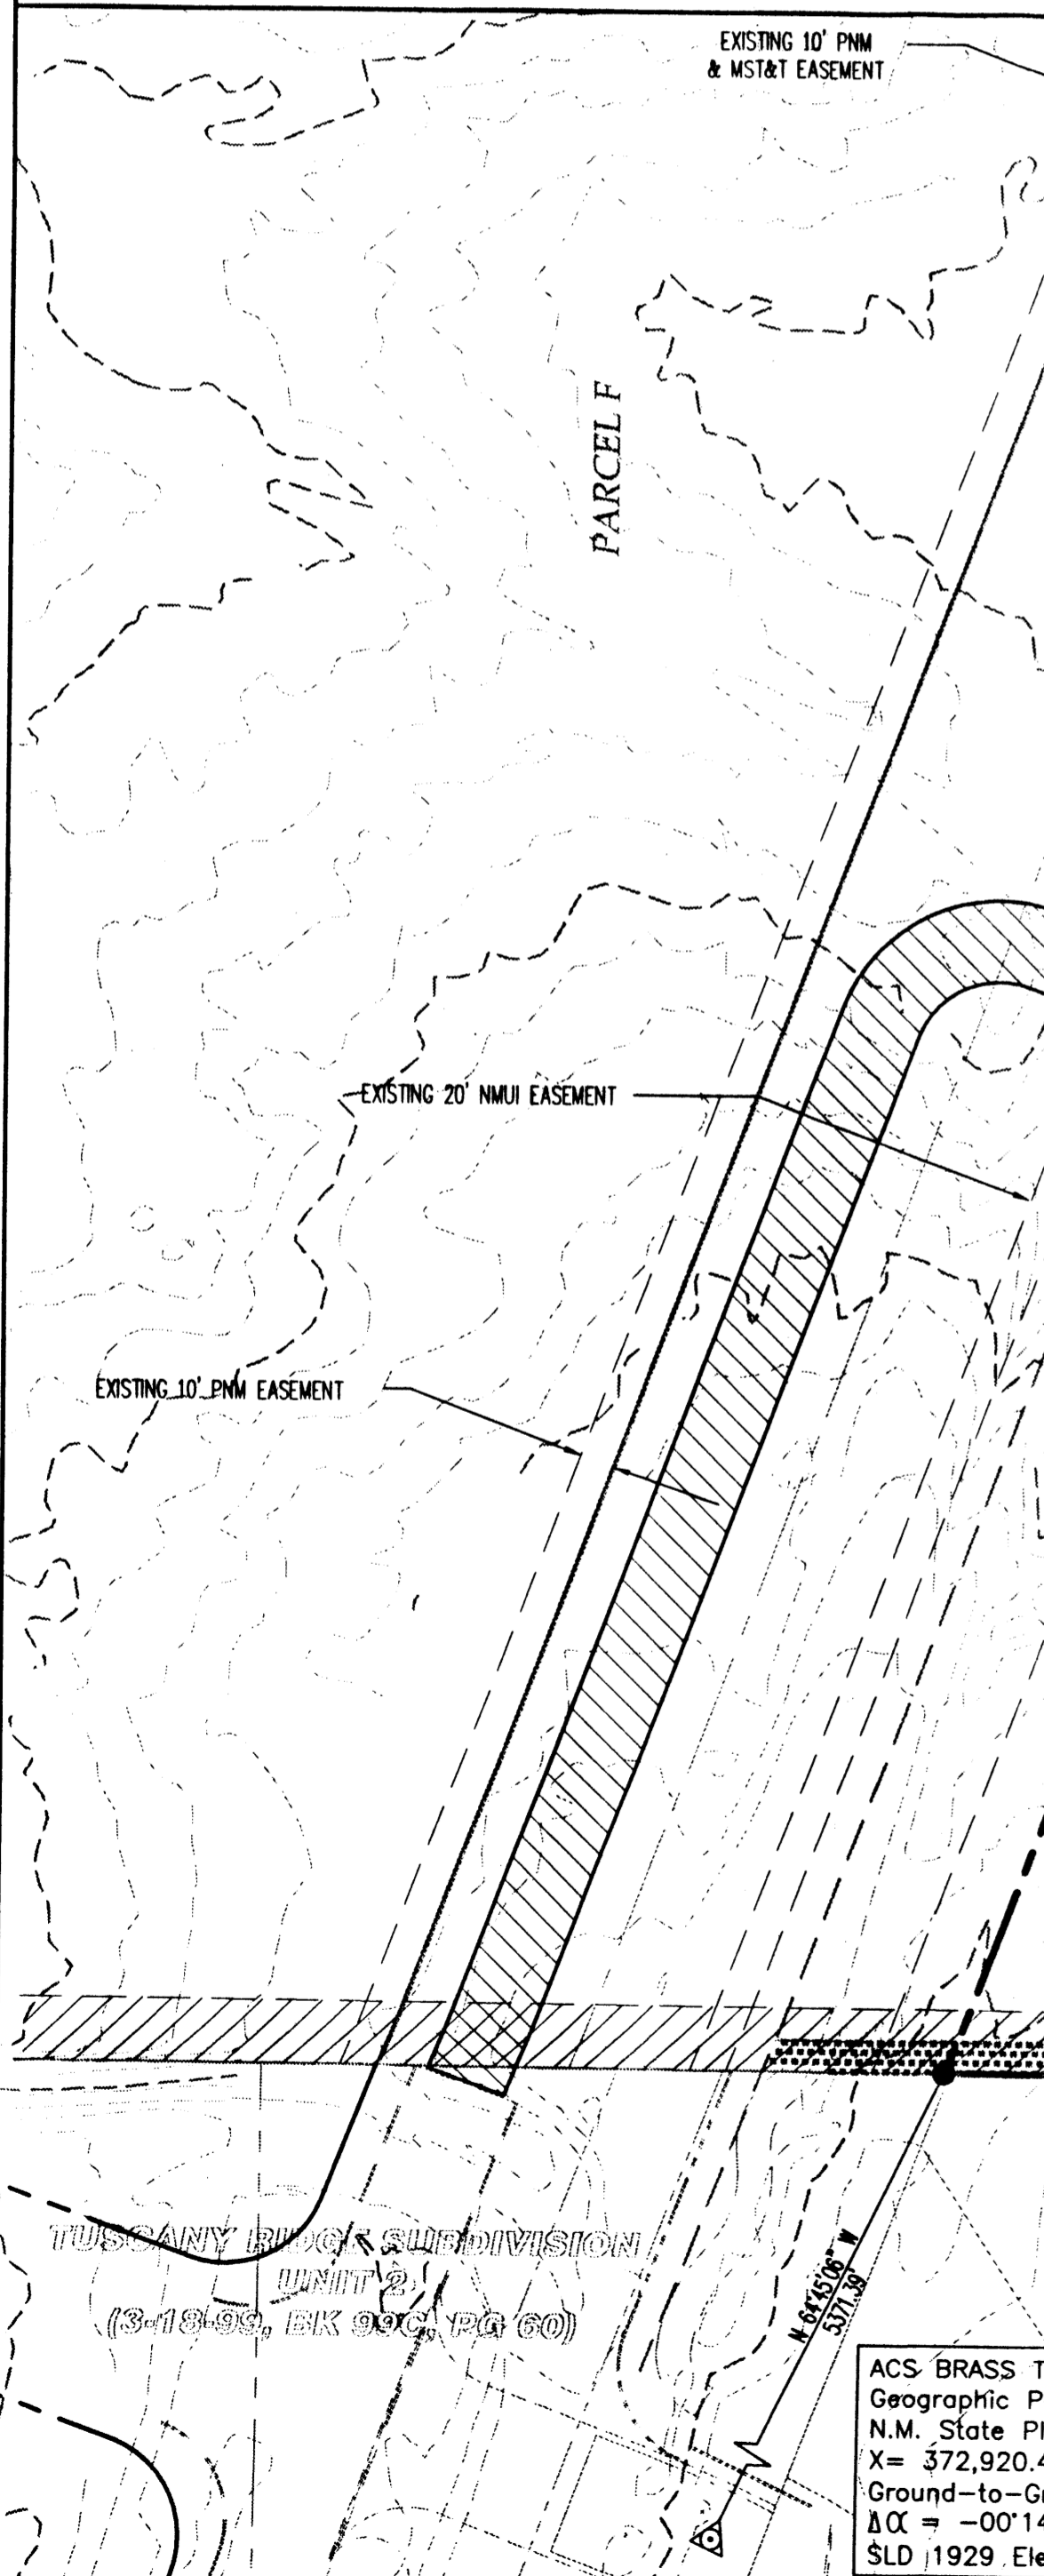 EXISTING 10' PNM
& MST&T EASEMENT
PARCEL F
EXISTING 20' NMUI EASEMENT
EXISTING 10' PNM EASEMENT
TUSCANY RIDGE SUBDIVISION
UNIT 2
(3-18-99, BK 99C, PG 60)
N 64°45'06" W
5371.39'
ACS BRASS T
Geographic P
N.M. State Pl
X= 372,920.4
Ground-to-Gr
Δα = -00°14
SLD 1929 Ele